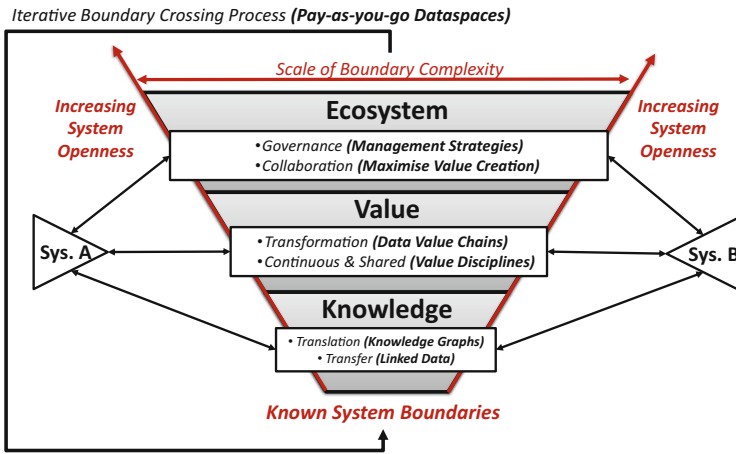 Iterative Boundary Crossing Process (Pay-as-you-go Dataspaces)
Scale of Boundary Complexity
Increasing
System
Openness
Increasing
System
Openness
Ecosystem
•Governance (Management Strategies)
•Collaboration (Maximise Value Creation)
Value
Sys. A
•Transformation (Data Value Chains)
•Continuous & Shared (Value Disciplines)
Sys. B
Knowledge
• Translation (Knowledge Graphs)
• Transfer (Linked Data)
Known System Boundaries